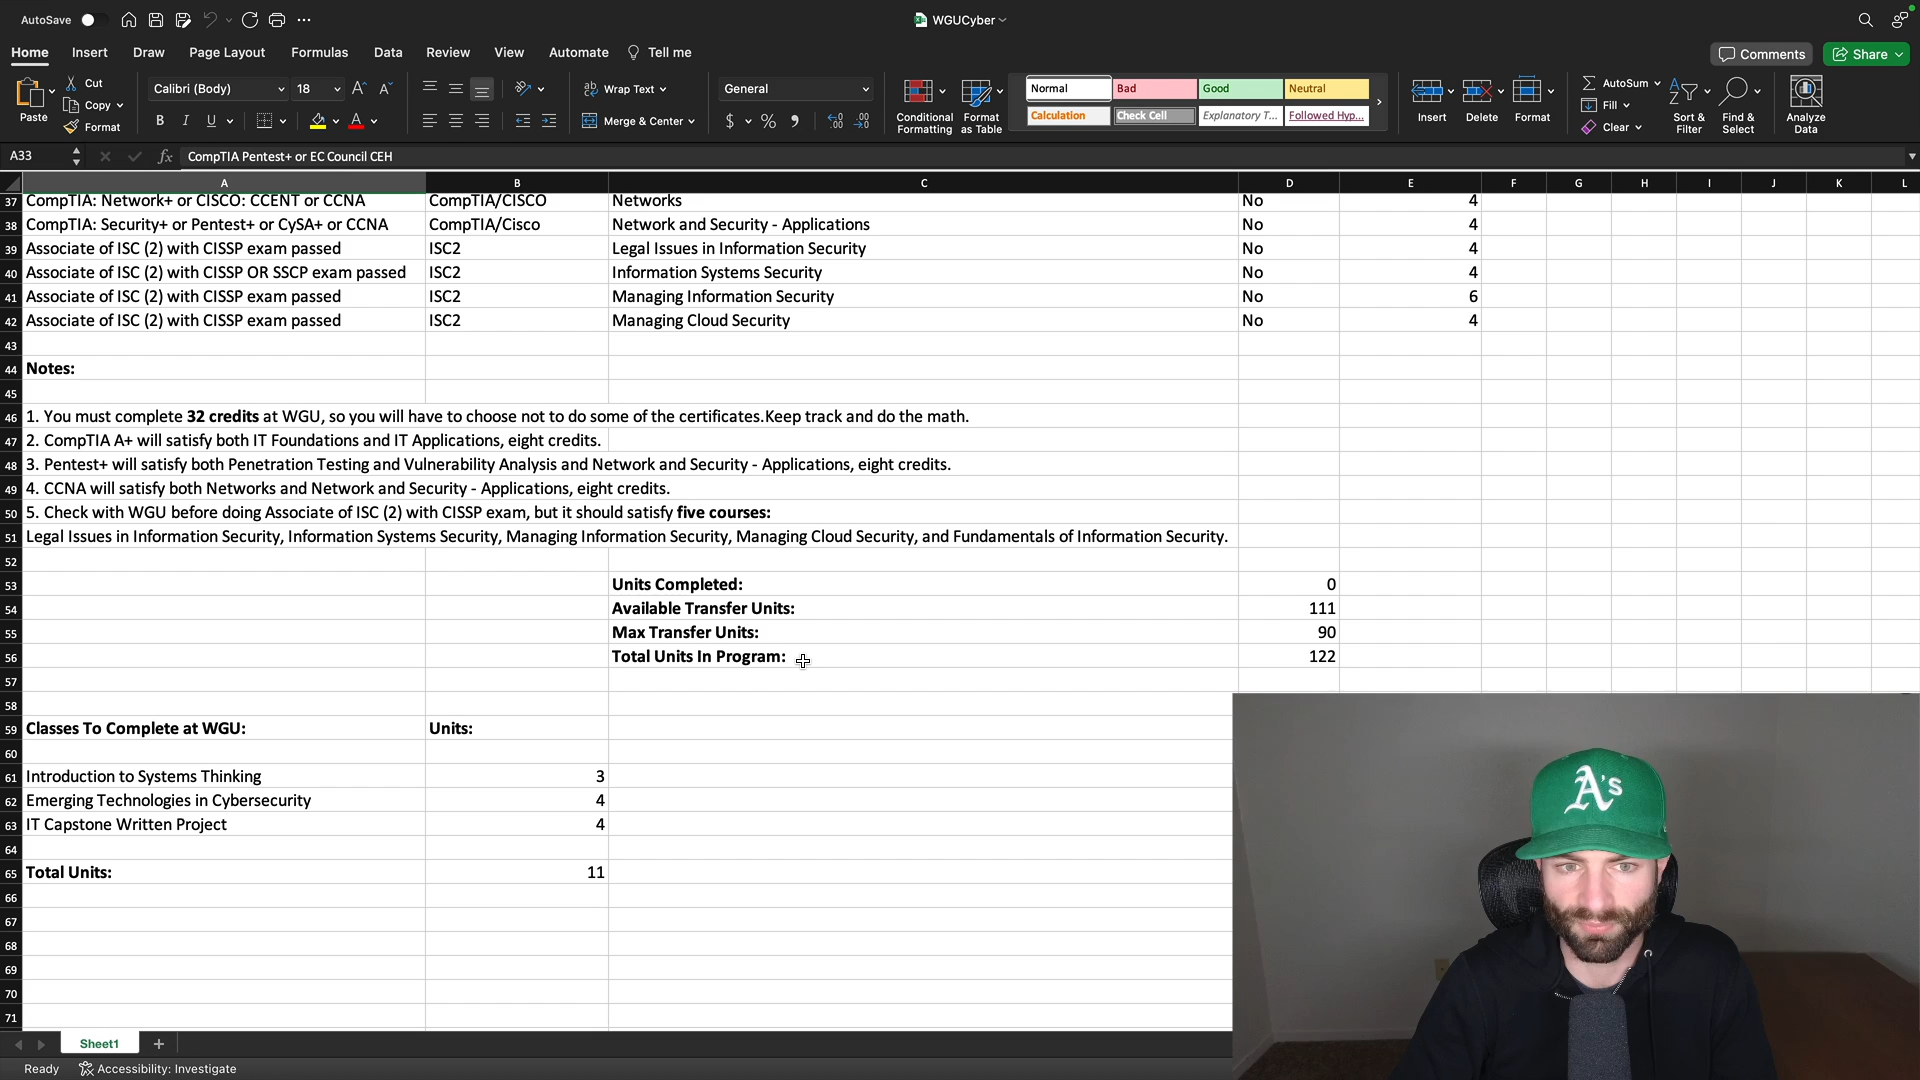 AutoSave
WGUCyber
Home Insert Draw Page Layout Formulas Data Review View Automate Tell me
Comments Share
Paste Cut Copy Format
Calibri (Body) 18 A^ A˅
B I U A
ab Wrap Text
Merge & Center
General
$ % 9
Conditional Formatting
Format as Table
Normal Bad Good Neutral
Calculation Check Cell Explanatory T... Followed Hyp...
Insert Delete Format
AutoSum
Fill
Clear
Sort & Filter
Find & Select
Analyze Data
A33 fx CompTIA Pentest+ or EC Council CEH
A B C D E F G H I J K L
37 CompTIA: Network+ or CISCO: CCENT or CCNA CompTIA/CISCO Networks No 4
38 CompTIA: Security+ or Pentest+ or CySA+ or CCNA CompTIA/Cisco Network and Security - Applications No 4
39 Associate of ISC (2) with CISSP exam passed ISC2 Legal Issues in Information Security No 4
40 Associate of ISC (2) with CISSP OR SSCP exam passed ISC2 Information Systems Security No 4
41 Associate of ISC (2) with CISSP exam passed ISC2 Managing Information Security No 6
42 Associate of ISC (2) with CISSP exam passed ISC2 Managing Cloud Security No 4
43
44 Notes:
45
46 1. You must complete 32 credits at WGU, so you will have to choose not to do some of the certificates.Keep track and do the math.
47 2. CompTIA A+ will satisfy both IT Foundations and IT Applications, eight credits.
48 3. Pentest+ will satisfy both Penetration Testing and Vulnerability Analysis and Network and Security - Applications, eight credits.
49 4. CCNA will satisfy both Networks and Network and Security - Applications, eight credits.
50 5. Check with WGU before doing Associate of ISC (2) with CISSP exam, but it should satisfy five courses:
51 Legal Issues in Information Security, Information Systems Security, Managing Information Security, Managing Cloud Security, and Fundamentals of Information Security.
52
53 Units Completed: 0
54 Available Transfer Units: 111
55 Max Transfer Units: 90
56 Total Units In Program: 122
57
58
59 Classes To Complete at WGU: Units:
60
61 Introduction to Systems Thinking 3
62 Emerging Technologies in Cybersecurity 4
63 IT Capstone Written Project 4
64
65 Total Units: 11
66
67
68
69
70
71
A's
Sheet1 +
Ready Accessibility: Investigate